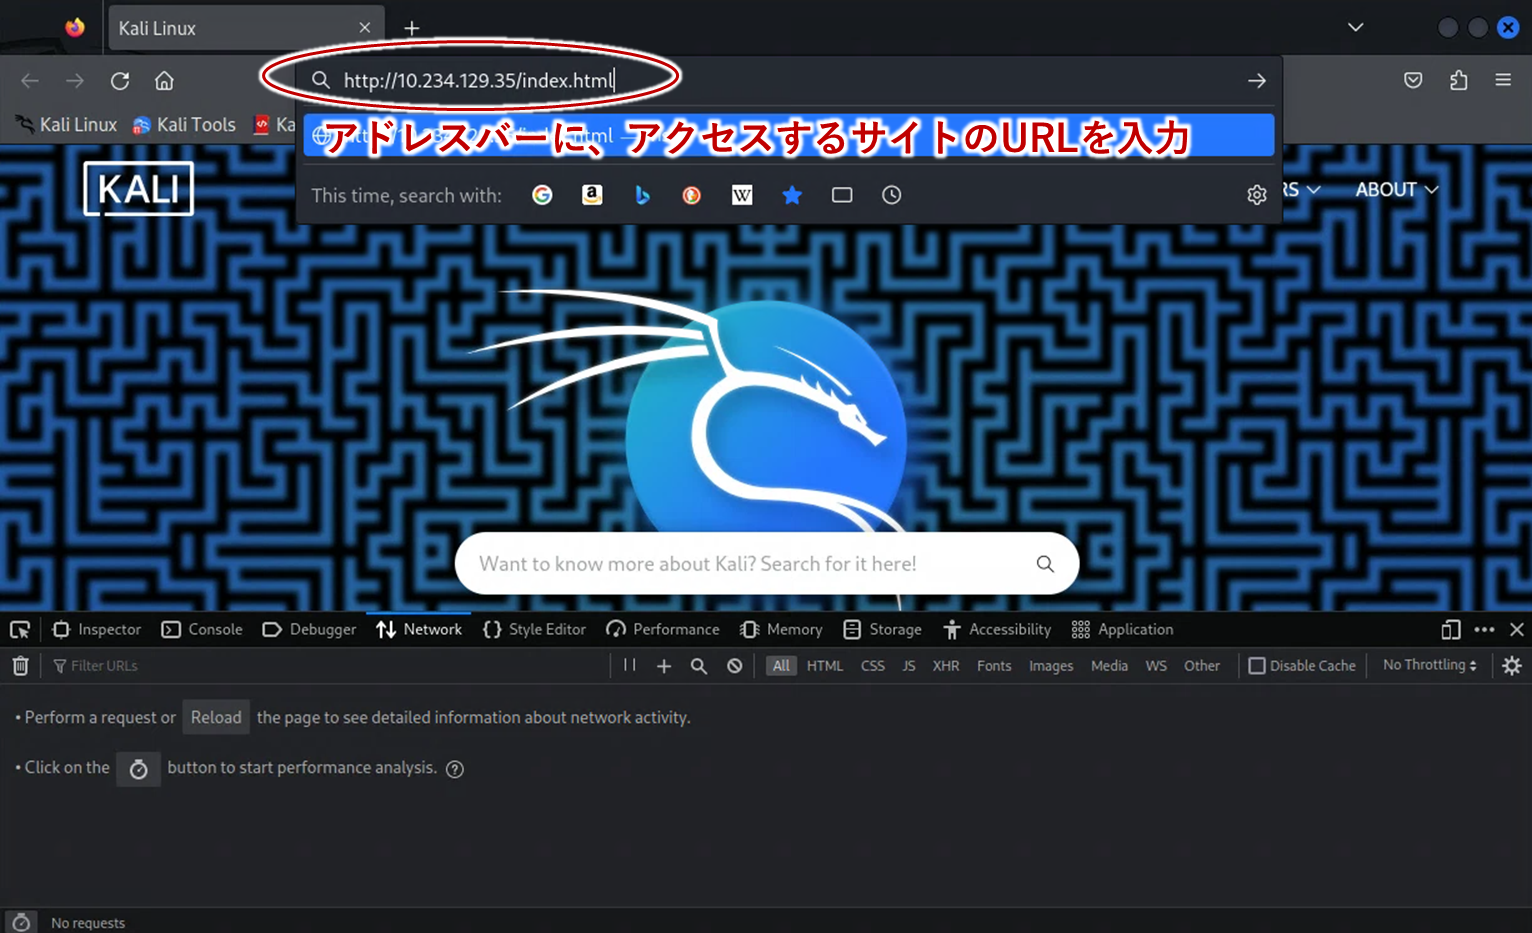 Kali Linux
http://10.234.129.35/index.html
Kali Linux Kali Tools Ka
アドレスバーに、アクセスするサイトのURLを入力
This time, search with:
KALI
RS ABOUT
Want to know more about Kali? Search for it here!
Inspector Console Debugger Network Style Editor Performance Memory Storage Accessibility Application
Filter URLs All HTML CSS JS XHR Fonts Images Media WS Other Disable Cache No Throttling
• Perform a request or Reload the page to see detailed information about network activity.
• Click on the button to start performance analysis. ?
No requests